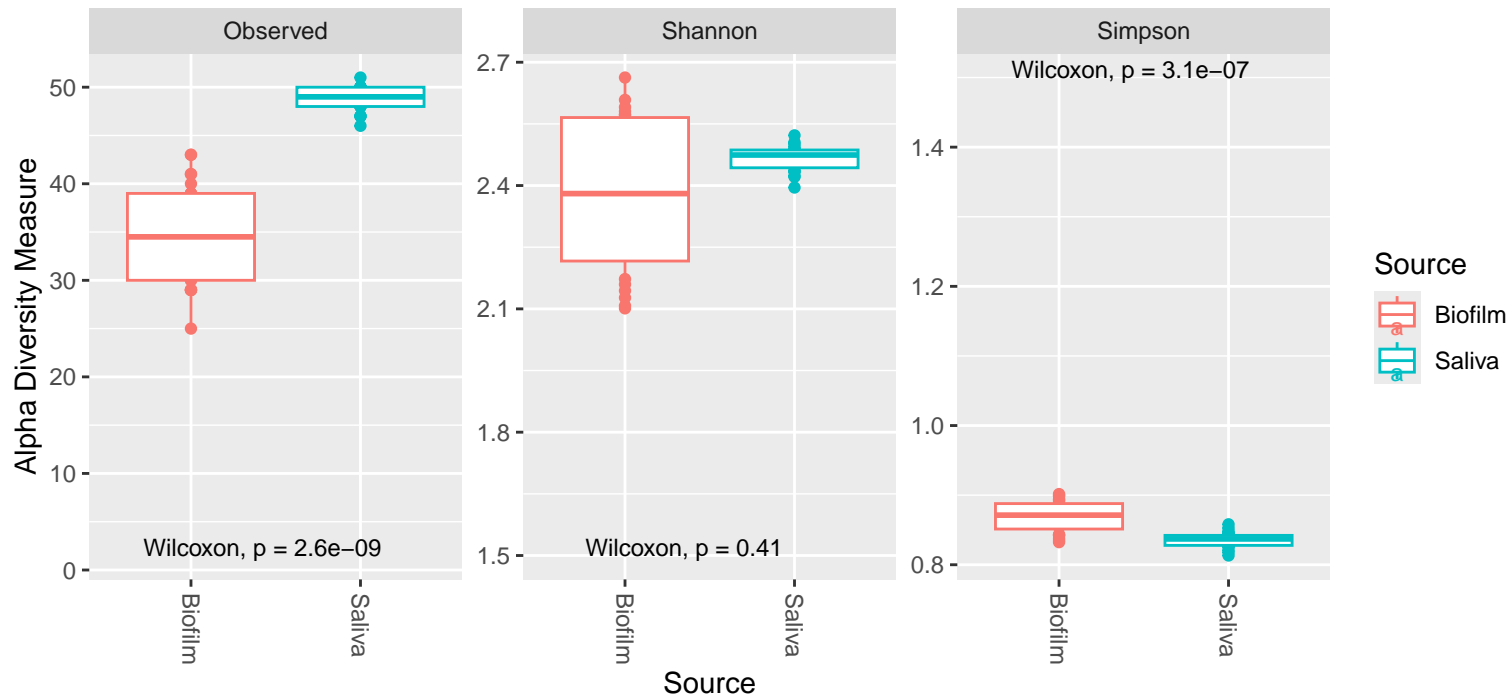 Observed
Shannon
Simpson
Alpha Diversity Measure
50
40
30
20
10
0
Wilcoxon, p = 2.6e−09
Biofilm
Saliva
2.7
2.4
2.1
1.8
1.5
Wilcoxon, p = 0.41
Biofilm
Saliva
Wilcoxon, p = 3.1e−07
1.4
1.2
1.0
0.8
Biofilm
Saliva
Source
Source
a
Biofilm
a
Saliva